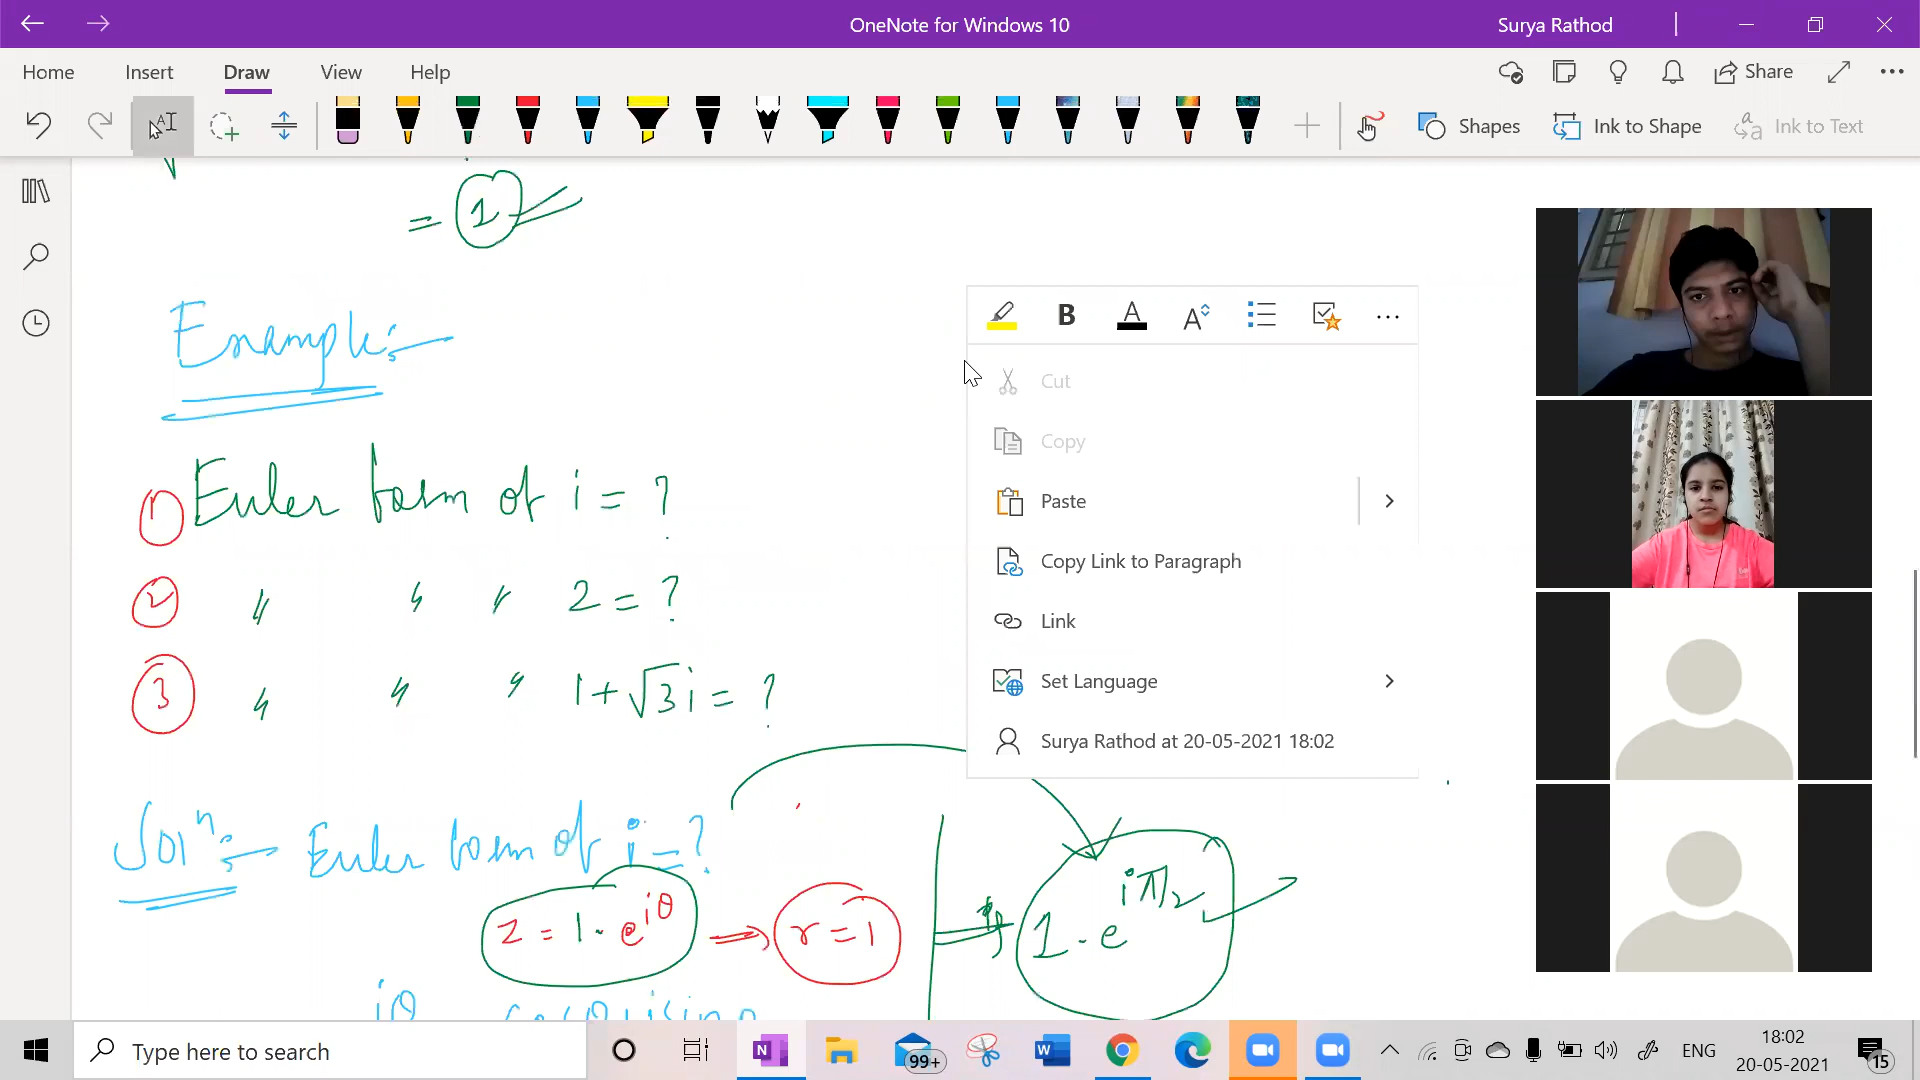 OneNote for Windows 10
Surya Rathod
Home Insert Draw View Help
Share
Shapes Ink to Shape Ink to Text
= 1
Example:-
B A A
Cut
Copy
Paste
Copy Link to Paragraph
Link
Set Language
Surya Rathod at 20-05-2021 18:02
① Euler form of i = ?
② " " " 2 = ?
③ " " " 1+√3i = ?
Solⁿ:- Euler form of i = ?
z = 1· e^iθ ⇒ r = 1
1· e^iπ/2
Type here to search
99+
ENG
18:02
20-05-2021
15